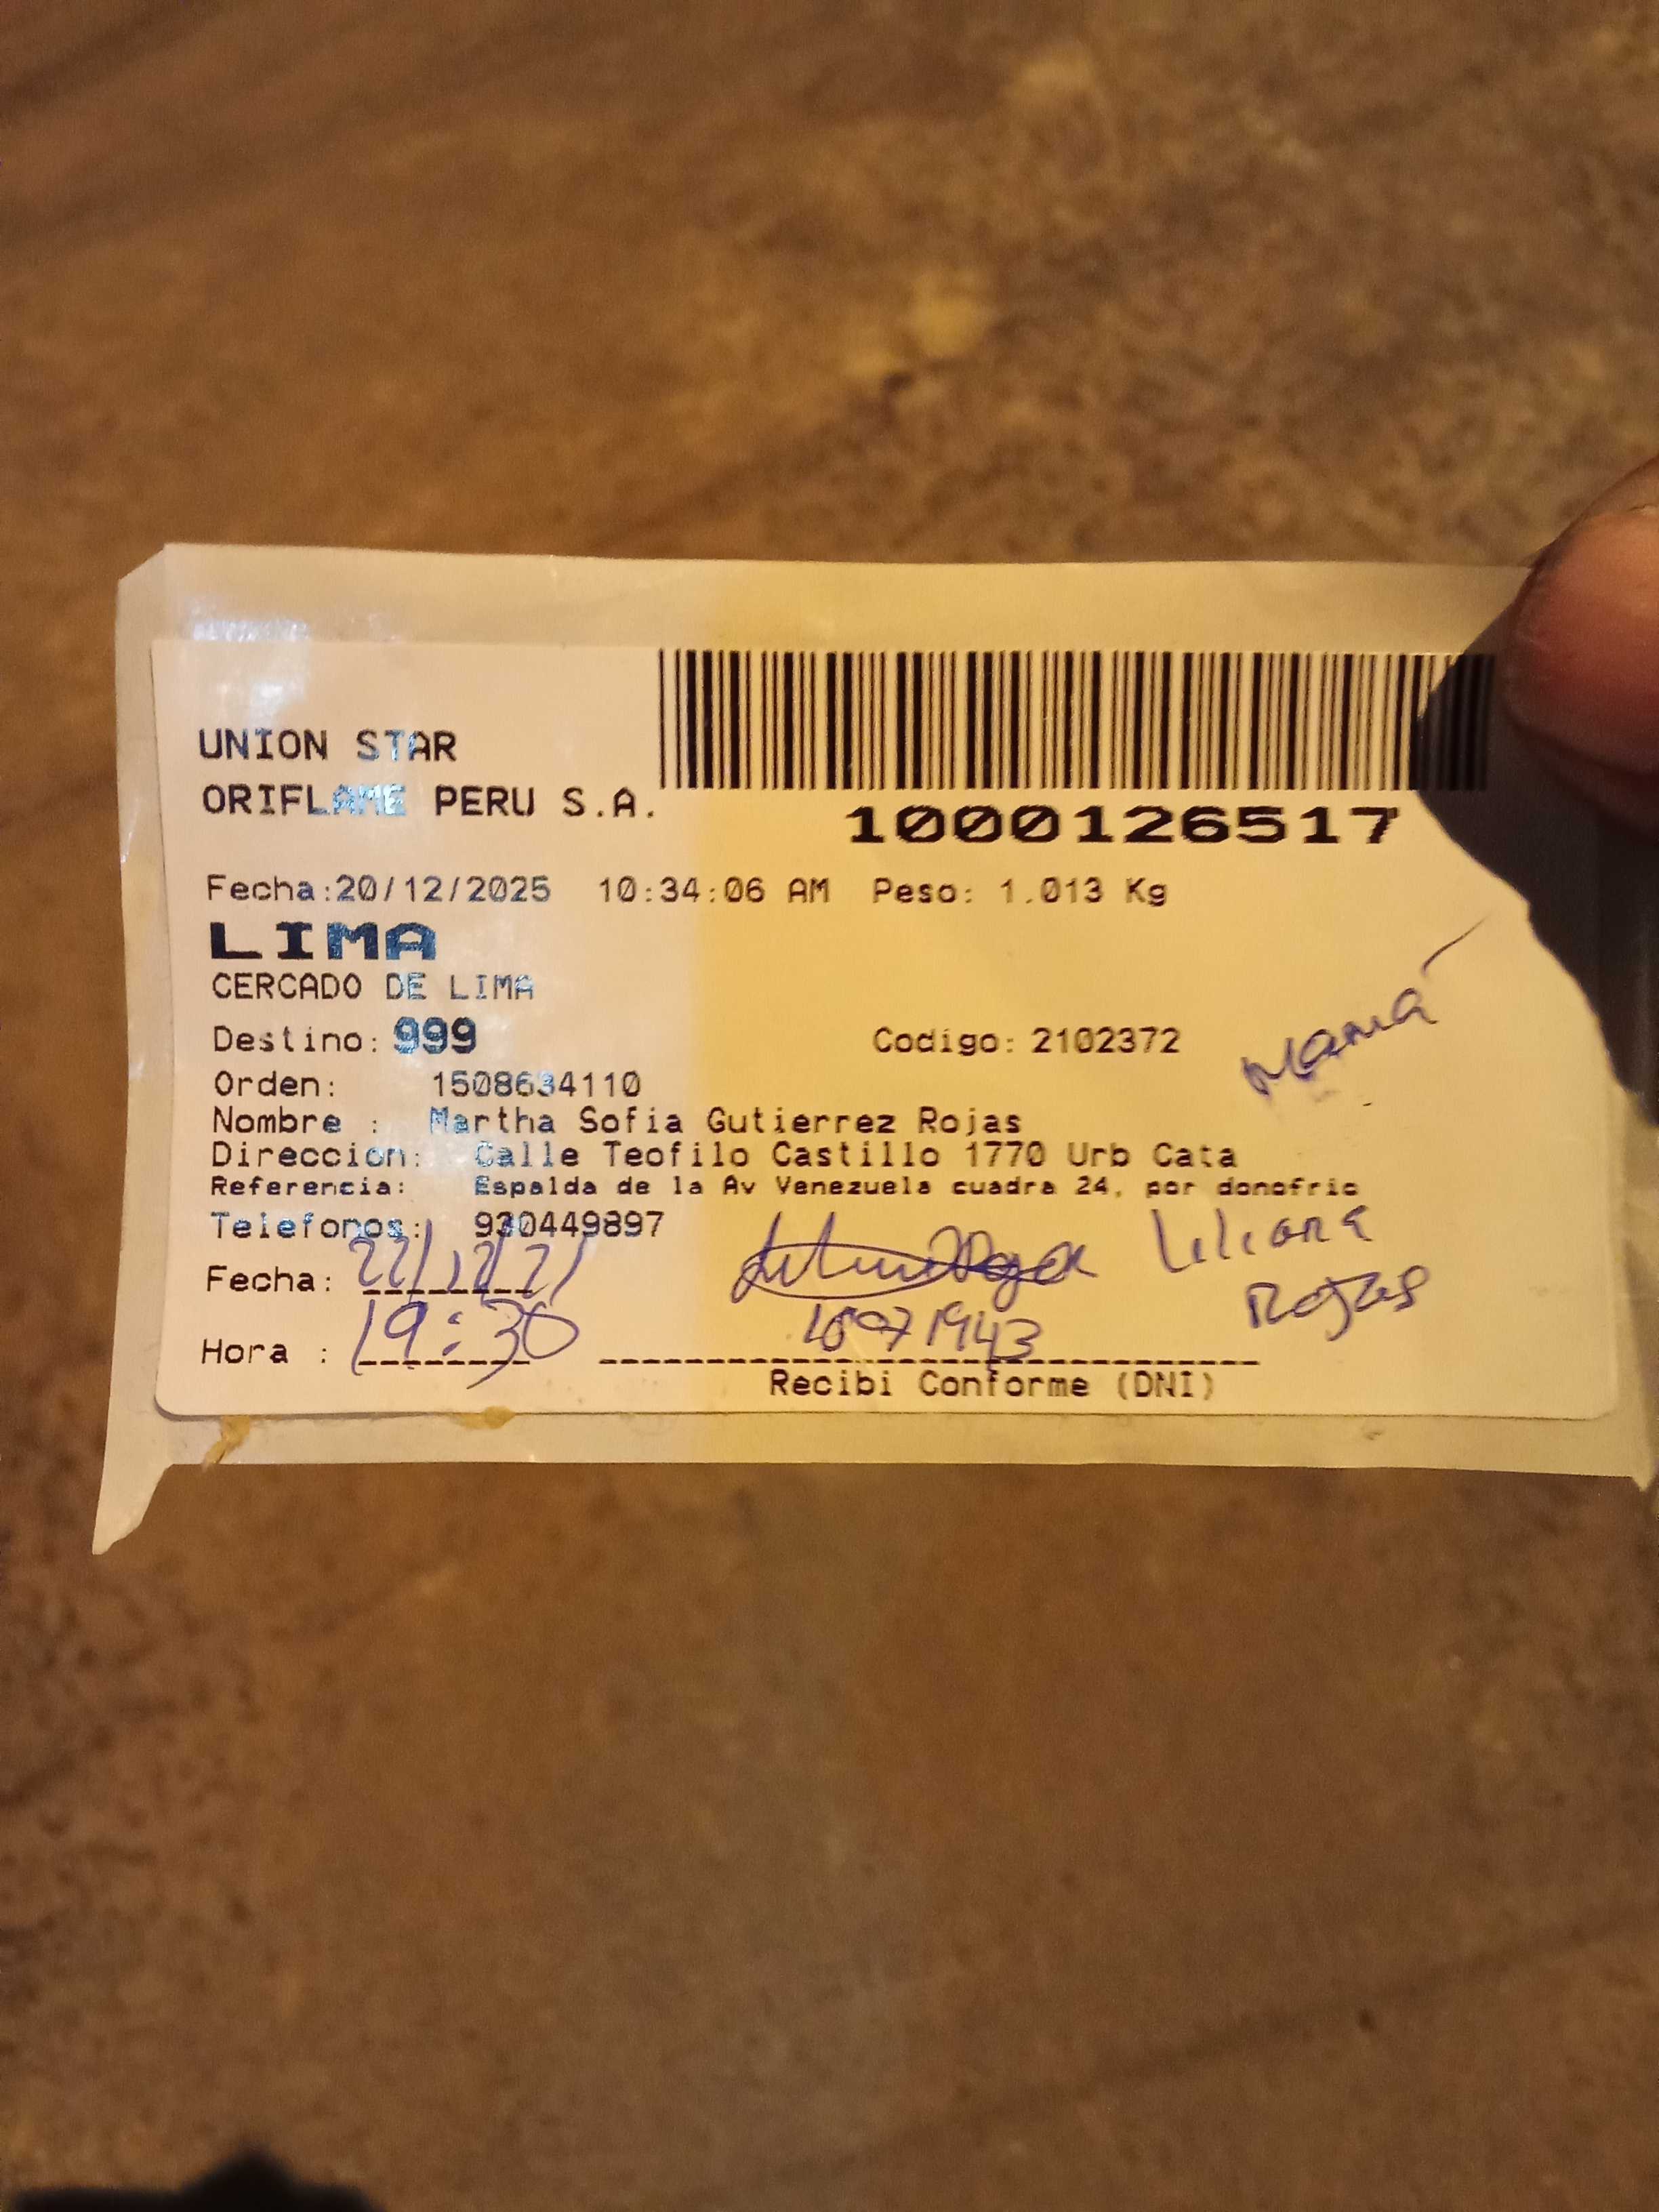 UNION STAR
ORIFLAME PERU S.A.
1000126517
Fecha:20/12/2025 10:34:06 AM Peso: 1.013 Kg
LIMA
CERCADO DE LIMA
Destino: 999 Codigo: 2102372
Mamá
Orden: 1508634110
Nombre : Martha Sofia Gutierrez Rojas
Direccion: Calle Teofilo Castillo 1770 Urb Cata
Referencia: Espalda de la Av Venezuela cuadra 24, por donofrio
Telefonos: 930449897
Liliana
Rojas
Fecha: 22/12/
Hora : 19:30
Recibi Conforme (DNI)